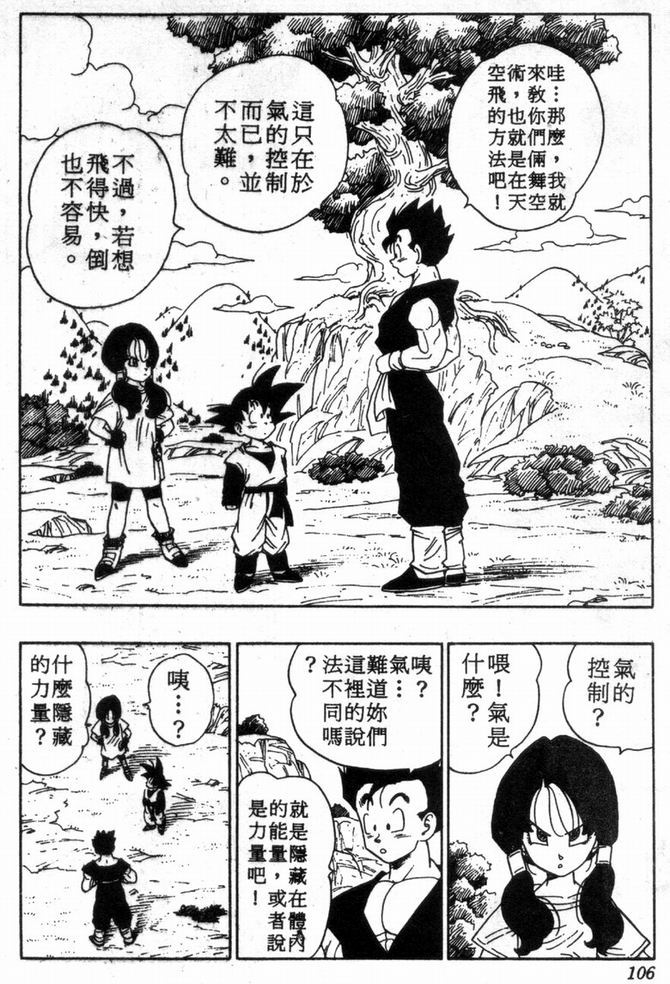 哇…那麼，我就
來教你們倆舞空
術，也就是在天
空飛的方法吧！
這只在於
氣的控制
而已，並
不太難。
不過，若想
飛得快，倒
也不容易。
氣的
控制？
喂！氣是
什麼？
咦？
氣…
難道妳們
這裡的說
法不同嗎
？
就是隱藏在體內
的能量，或者說
是力量吧！
咦…？
什麼隱藏
的力量？
106